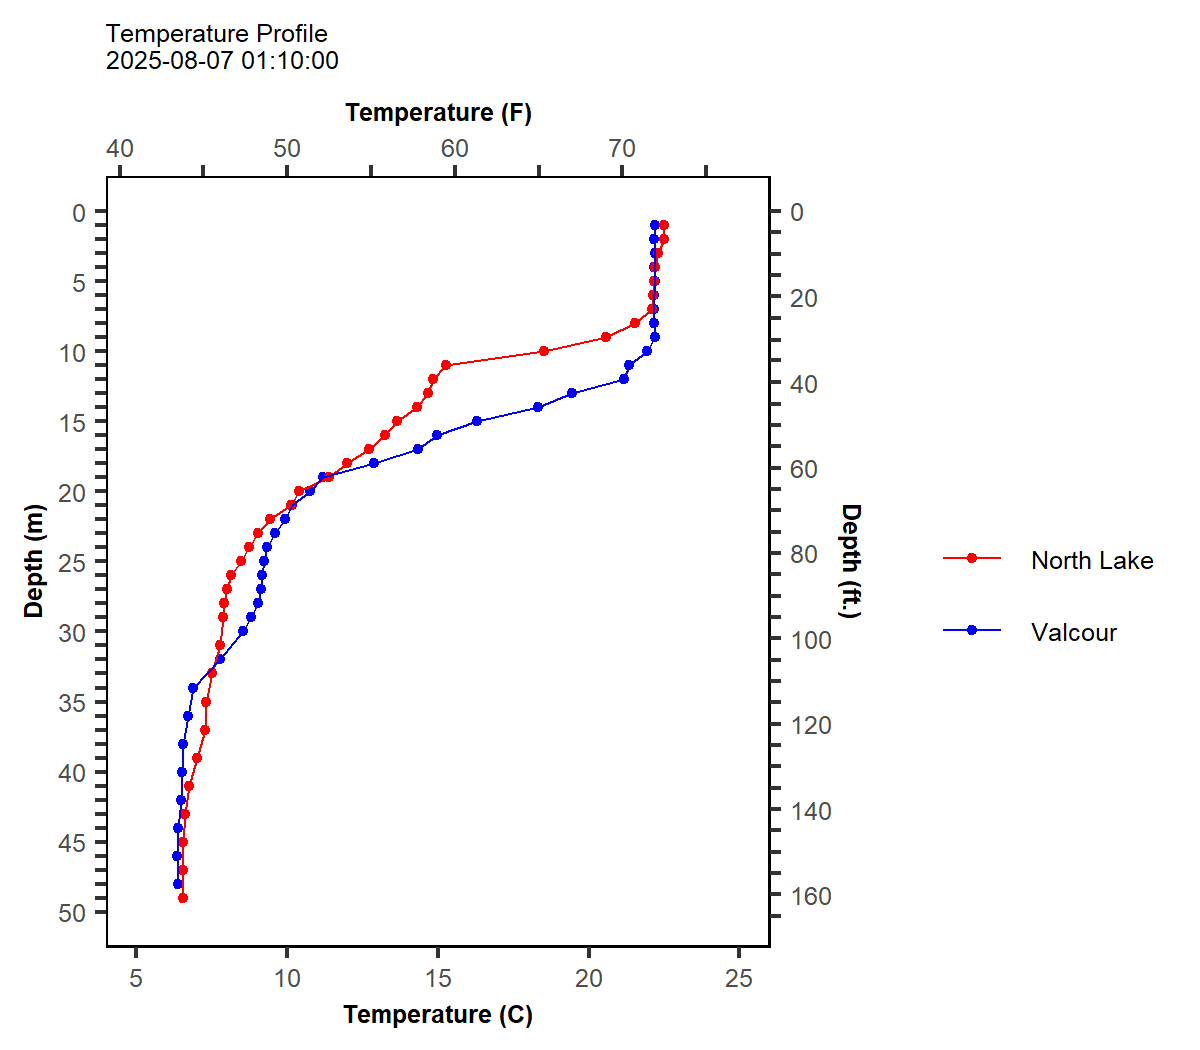 Temperature Profile
2025-08-07 01:10:00
Temperature (F)
40 50 60 70
0
5
10
15
20
25
30
35
40
45
50
Depth (m)
0
20
40
60
80
100
120
140
160
Depth (ft.)
5 10 15 20 25
Temperature (C)
North Lake
Valcour